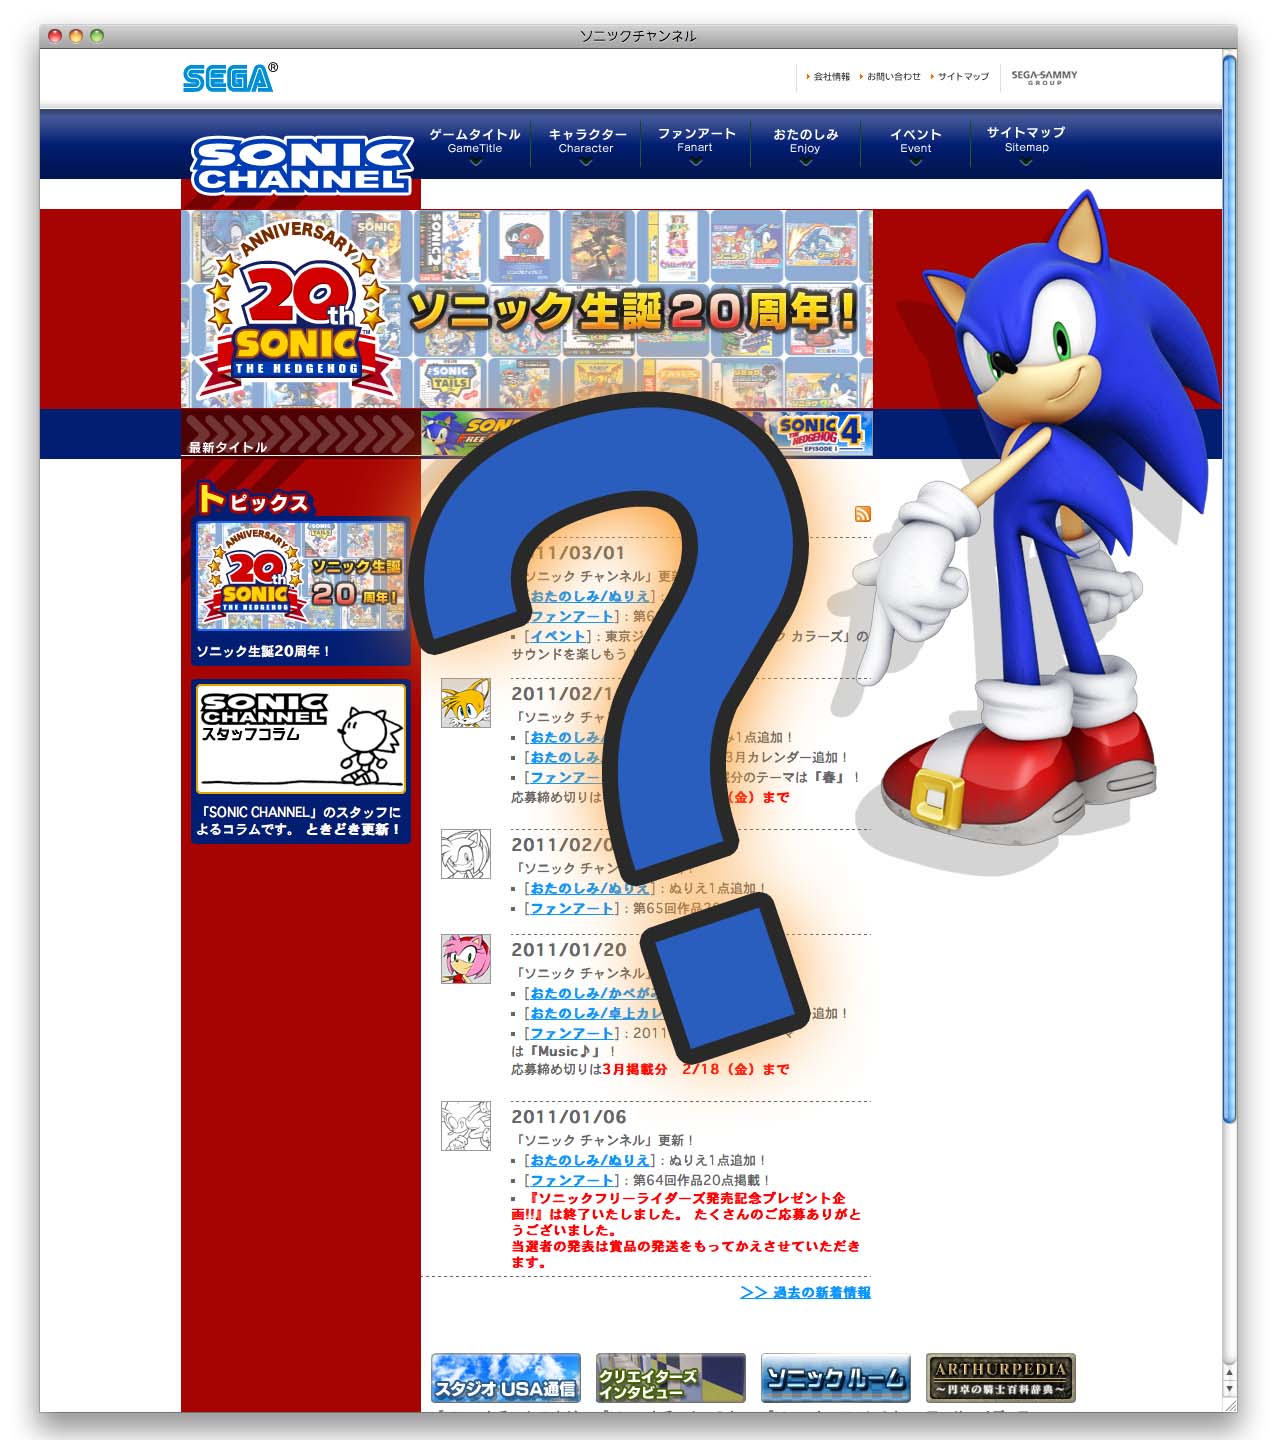 ソニックチャンネル
SEGA®
会社情報
お問い合わせ
サイトマップ
SEGA SAMMY
GROUP
SONIC
CHANNEL
ゲームタイトル
GameTitle
キャラクター
Character
ファンアート
Fanart
おたのしみ
Enjoy
イベント
Event
サイトマップ
Sitemap
ANNIVERSARY
20th
SONIC
THE HEDGEHOG
ソニック生誕20周年!
最新タイトル
SONIC
THE HEDGEHOG 4
EPISODE I
トピックス
ANNIVERSARY
20th
SONIC
THE HEDGEHOG
ソニック生誕
20周年!
ソニック生誕20周年!
SONIC
CHANNEL
スタッフコラム
「SONIC CHANNEL」のスタッフに
よるコラムです。 ときどき更新!
?
11/03/01
ソニック チャンネル」更新
おたのしみ/ぬりえ] :
ファンアート] : 第6
[イベント] : 東京ジ カラーズ」の
サウンドを楽しもう
2011/02/1
「ソニック チャ
[おたのしみ/ 1点追加!
[おたのしみ/ 3月カレンダー追加!
[ファンアー 分のテーマは「春」!
応募締め切りは (金)まで
2011/02/0
「ソニック チャン
[おたのしみ/ぬりえ] : ぬりえ1点追加!
[ファンアート] : 第65回作品
2011/01/20
「ソニック チャンネル
[おたのしみ/かべがみ
[おたのしみ/卓上カレ 追加!
[ファンアート] : 2011 マ
は「Music♪」!
応募締め切りは3月掲載分 2/18(金)まで
2011/01/06
「ソニック チャンネル」更新!
[おたのしみ/ぬりえ] : ぬりえ1点追加!
[ファンアート] : 第64回作品20点掲載!
『ソニックフリーライダーズ発売記念プレゼント企
画!!』は終了いたしました。 たくさんのご応募ありがと
うございました。
当選者の発表は賞品の発送をもってかえさせていただき
ます。
>> 過去の新着情報
スタジオ USA通信
クリエイターズ
インタビュー
ソニック ルーム
ARTHURPEDIA
～円卓の騎士百科辞典～